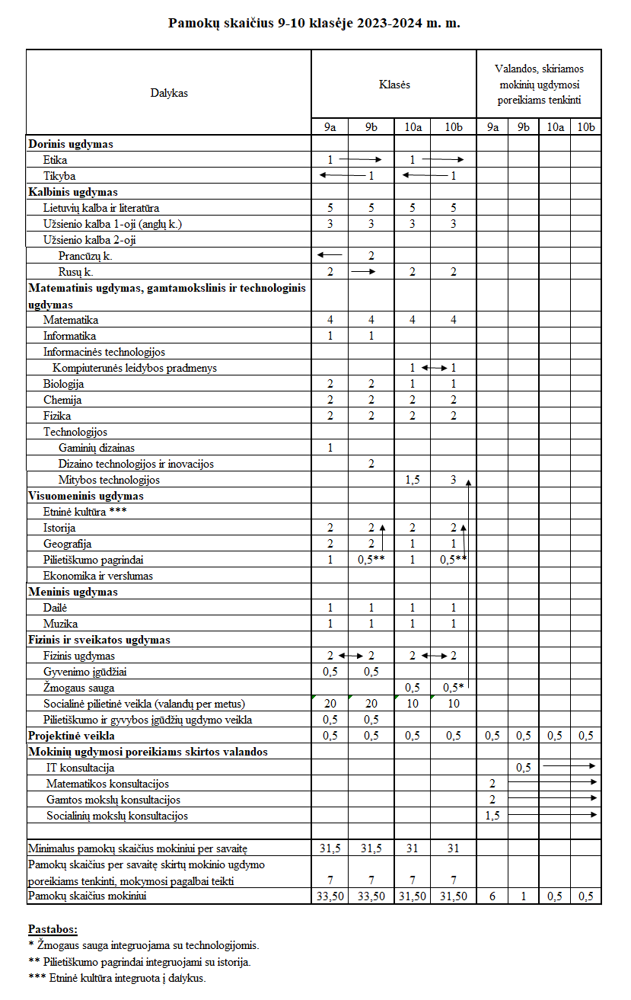 Pamokų skaičius 9-10 klasėje 2023-2024 m. m.
Dalykas Klasės Valandos, skiriamos
mokinių ugdymosi
poreikiams tenkinti
9a 9b 10a 10b 9a 9b 10a 10b
Dorinis ugdymas
Etika 1 1
Tikyba 1 1
Kalbinis ugdymas
Lietuvių kalba ir literatūra 5 5 5 5
Užsienio kalba 1-oji (anglų k.) 3 3 3 3
Užsienio kalba 2-oji
Prancūzų k. 2
Rusų k. 2 2 2
Matematinis ugdymas, gamtamokslinis ir technologinis
ugdymas
Matematika 4 4 4 4
Informatika 1 1
Informacinės technologijos
Kompiuterunės leidybos pradmenys 1 1
Biologija 2 2 1 1
Chemija 2 2 2 2
Fizika 2 2 2 2
Technologijos
Gaminių dizainas 1
Dizaino technologijos ir inovacijos 2
Mitybos technologijos 1,5 3
Visuomeninis ugdymas
Etninė kultūra ***
Istorija 2 2 2 2
Geografija 2 2 1 1
Pilietiškumo pagrindai 1 0,5** 1 0,5**
Ekonomika ir verslumas
Meninis ugdymas
Dailė 1 1 1 1
Muzika 1 1 1 1
Fizinis ir sveikatos ugdymas
Fizinis ugdymas 2 2 2 2
Gyvenimo įgūdžiai 0,5 0,5
Žmogaus sauga 0,5 0,5*
Socialinė pilietinė veikla (valandų per metus) 20 20 10 10
Pilietiškumo ir gyvybos įgūdžių ugdymo veikla 0,5 0,5
Projektinė veikla 0,5 0,5 0,5 0,5 0,5 0,5 0,5 0,5
Mokinių ugdymosi poreikiams skirtos valandos
IT konsultacija 0,5
Matematikos konsultacijos 2
Gamtos mokslų konsultacijos 2
Socialinių mokslų konsultacijos 1,5
Minimalus pamokų skaičius mokiniui per savaitę 31,5 31,5 31 31
Pamokų skaičius per savaitę skirtų mokinio ugdymo
poreikiams tenkinti, mokymosi pagalbai teikti 7 7 7 7
Pamokų skaičius mokiniui 33,50 33,50 31,50 31,50 6 1 0,5 0,5
Pastabos:
* Žmogaus sauga integruojama su technologijomis.
** Pilietiškumo pagrindai integruojami su istorija.
*** Etninė kultūra integruota į dalykus.